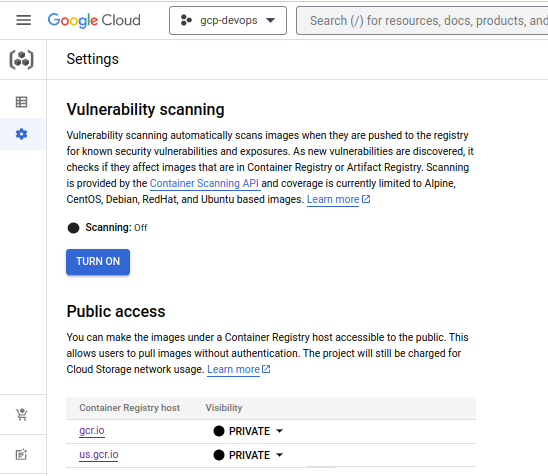 Google Cloud
gcp-devops
Search (/) for resources, docs, products, and
Settings
Vulnerability scanning
Vulnerability scanning automatically scans images when they are pushed to the registry
for known security vulnerabilities and exposures. As new vulnerabilities are discovered, it
checks if they affect images that are in Container Registry or Artifact Registry. Scanning
is provided by the Container Scanning API and coverage is currently limited to Alpine,
CentOS, Debian, RedHat, and Ubuntu based images. Learn more
Scanning: Off
TURN ON
Public access
You can make the images under a Container Registry host accessible to the public. This
allows users to pull images without authentication. The project will still be charged for
Cloud Storage network usage. Learn more
Container Registry host Visibility
gcr.io PRIVATE
us.gcr.io PRIVATE